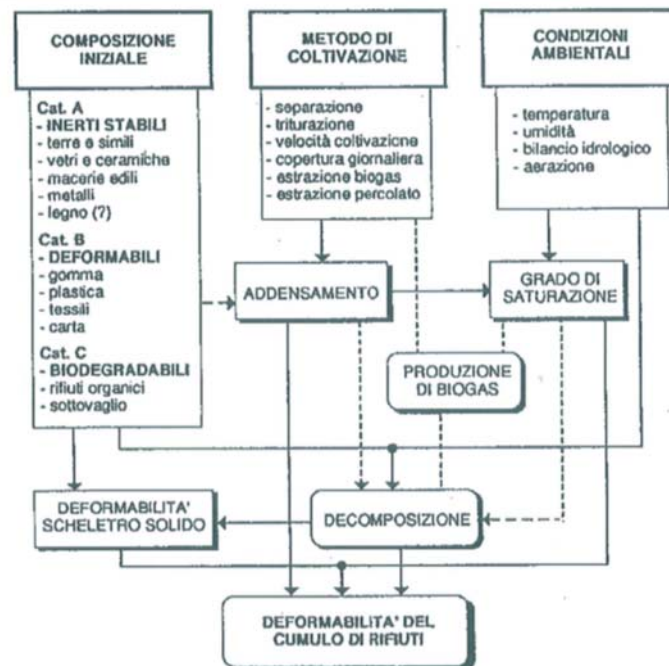 COMPOSIZIONE
INIZIALE
Cat. A
- INERTI STABILI
- terre e simili
- vetri e ceramiche
- macerie edili
- metalli
- legno (?)
Cat. B
- DEFORMABILI
- gomma
- plastica
- tessili
- carta
Cat. C
- BIODEGRADABILI
- rifiuti organici
- sottovaglio
METODO DI
COLTIVAZIONE
- separazione
- triturazione
- velocità coltivazione
- copertura giornaliera
- estrazione biogas
- estrazione percolato
CONDIZIONI
AMBIENTALI
- temperatura
- umidità
- bilancio idrologico
- aerazione
ADDENSAMENTO
GRADO DI
SATURAZIONE
PRODUZIONE
DI BIOGAS
DEFORMABILITA'
SCHELETRO SOLIDO
DECOMPOSIZIONE
DEFORMABILITA' DEL
CUMULO DI RIFIUTI